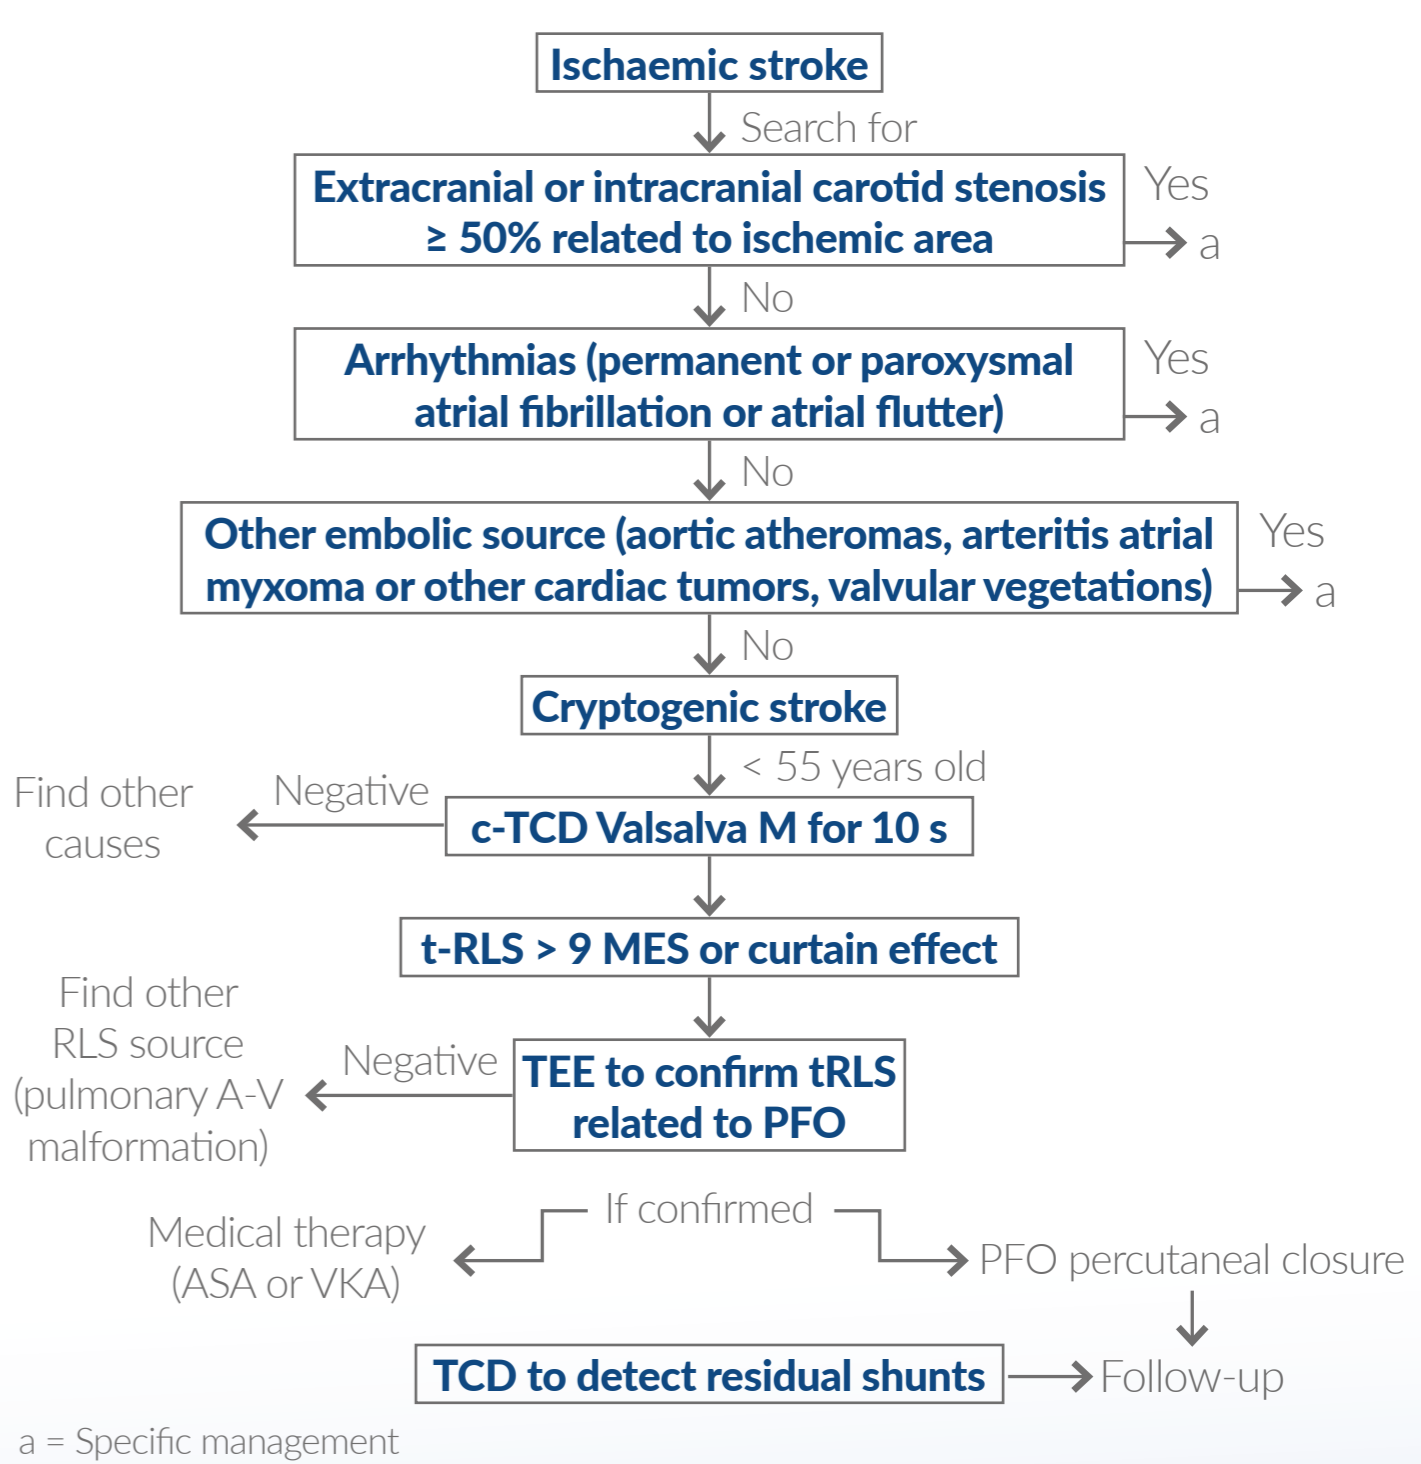 Ischaemic stroke
Search for
Extracranial or intracranial carotid stenosis
≥ 50% related to ischemic area
Yes
a
No
Arrhythmias (permanent or paroxysmal
atrial fibrillation or atrial flutter)
Yes
a
No
Other embolic source (aortic atheromas, arteritis atrial
myxoma or other cardiac tumors, valvular vegetations)
Yes
a
No
Cryptogenic stroke
< 55 years old
c-TCD Valsalva M for 10 s
Negative
Find other
causes
t-RLS > 9 MES or curtain effect
TEE to confirm tRLS
related to PFO
Negative
Find other
RLS source
(pulmonary A-V
malformation)
If confirmed
Medical therapy
(ASA or VKA)
PFO percutaneal closure
TCD to detect residual shunts
Follow-up
a = Specific management